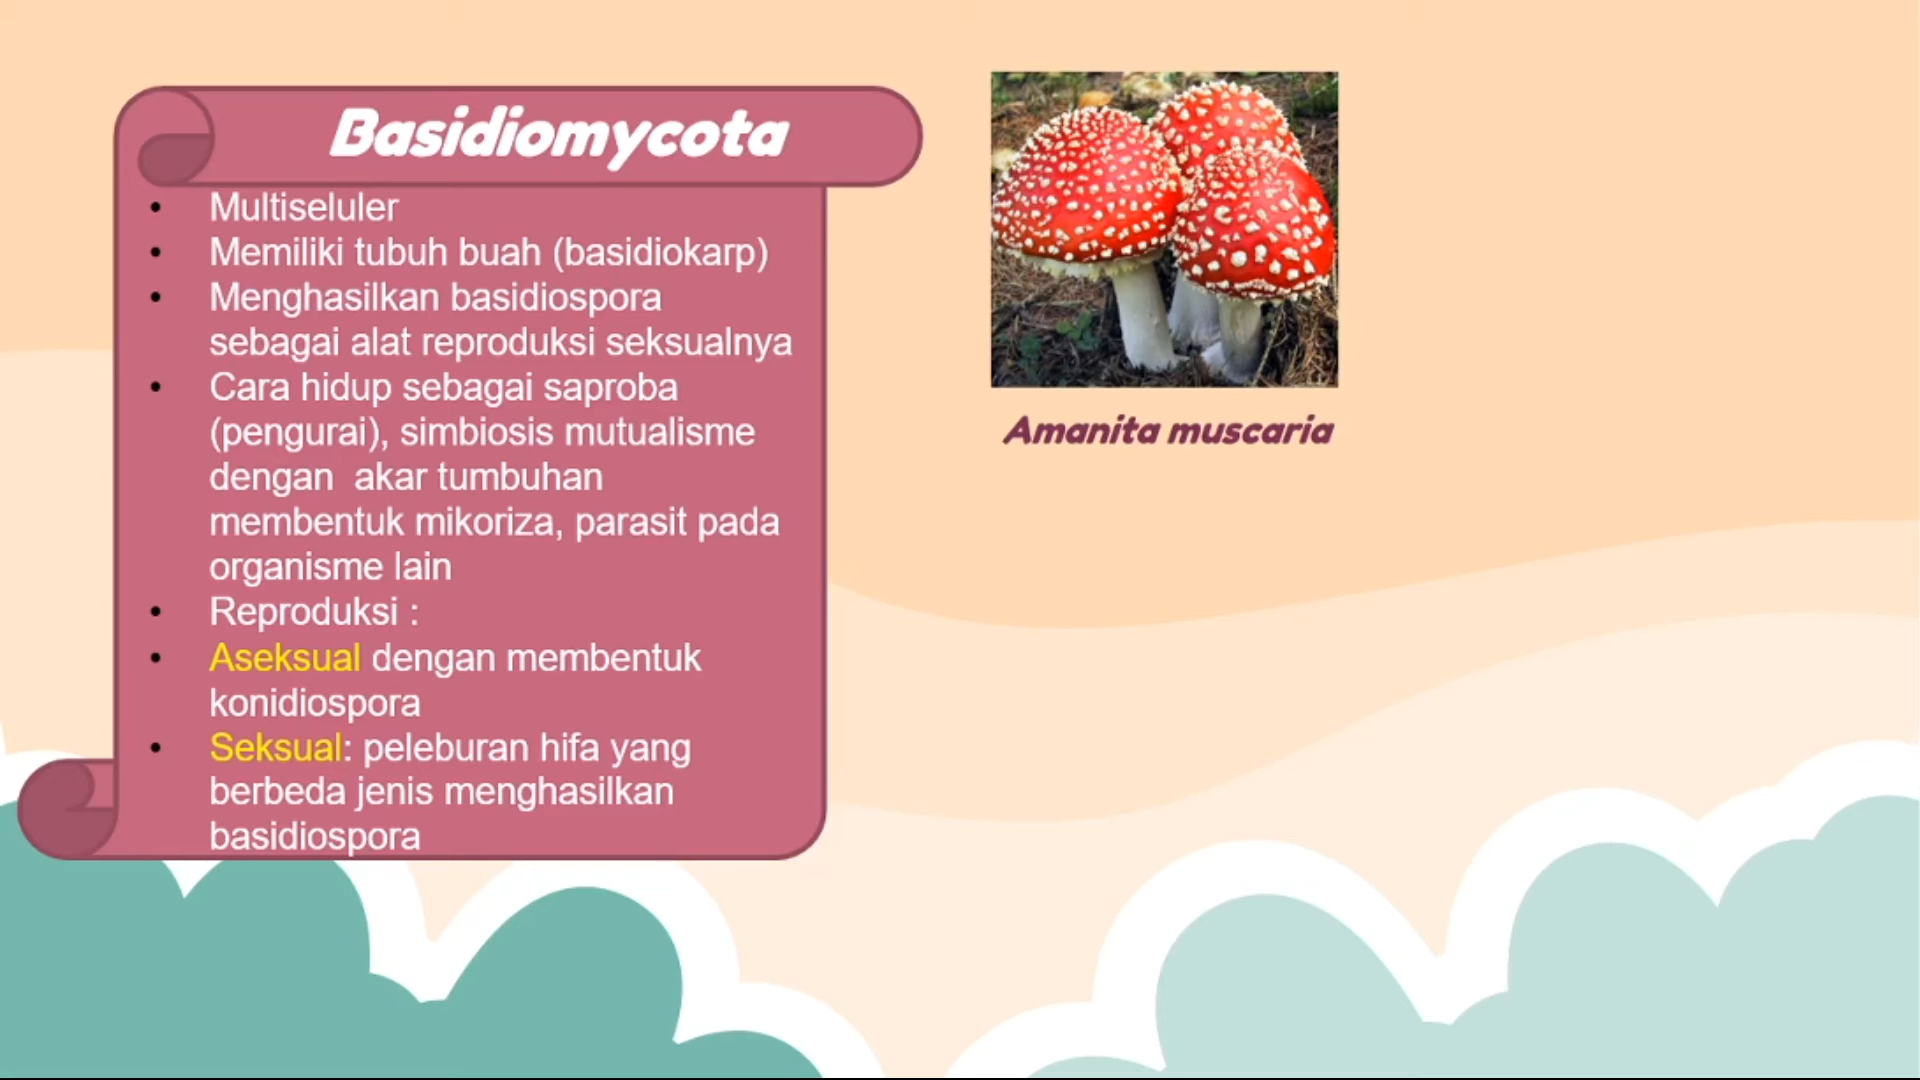 Basidiomycota
• Multiseluler
• Memiliki tubuh buah (basidiokarp)
• Menghasilkan basidiospora
sebagai alat reproduksi seksualnya
• Cara hidup sebagai saproba
(pengurai), simbiosis mutualisme
dengan  akar tumbuhan
membentuk mikoriza, parasit pada
organisme lain
• Reproduksi :
• Aseksual dengan membentuk
konidiospora
• Seksual: peleburan hifa yang
berbeda jenis menghasilkan
basidiospora
Amanita muscaria